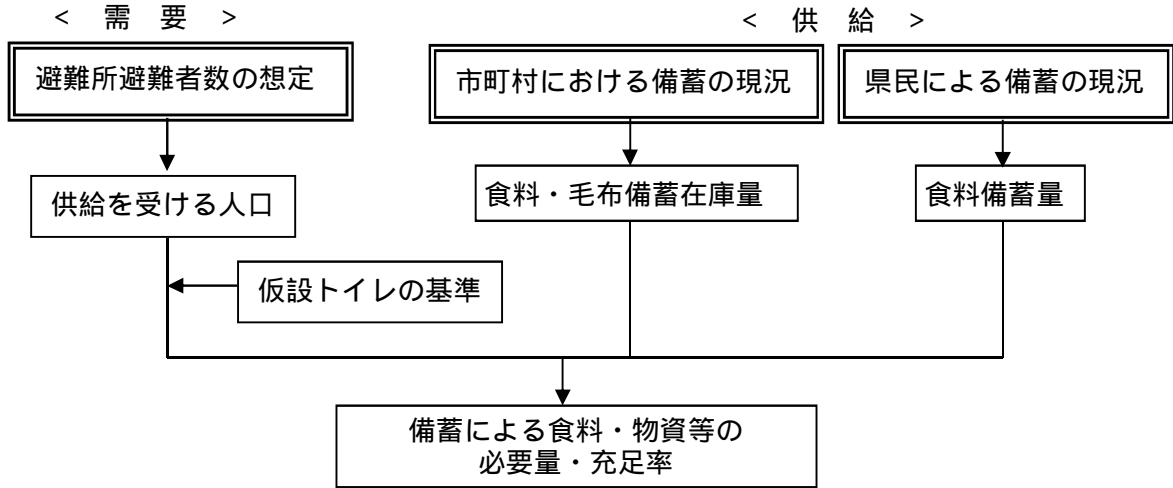 < 需 要 >
< 供 給 >
避難所避難者数の想定
市町村における備蓄の現況
県民による備蓄の現況
供給を受ける人口
食料・毛布備蓄在庫量
食料備蓄量
仮設トイレの基準
備蓄による食料・物資等の
必要量・充足率